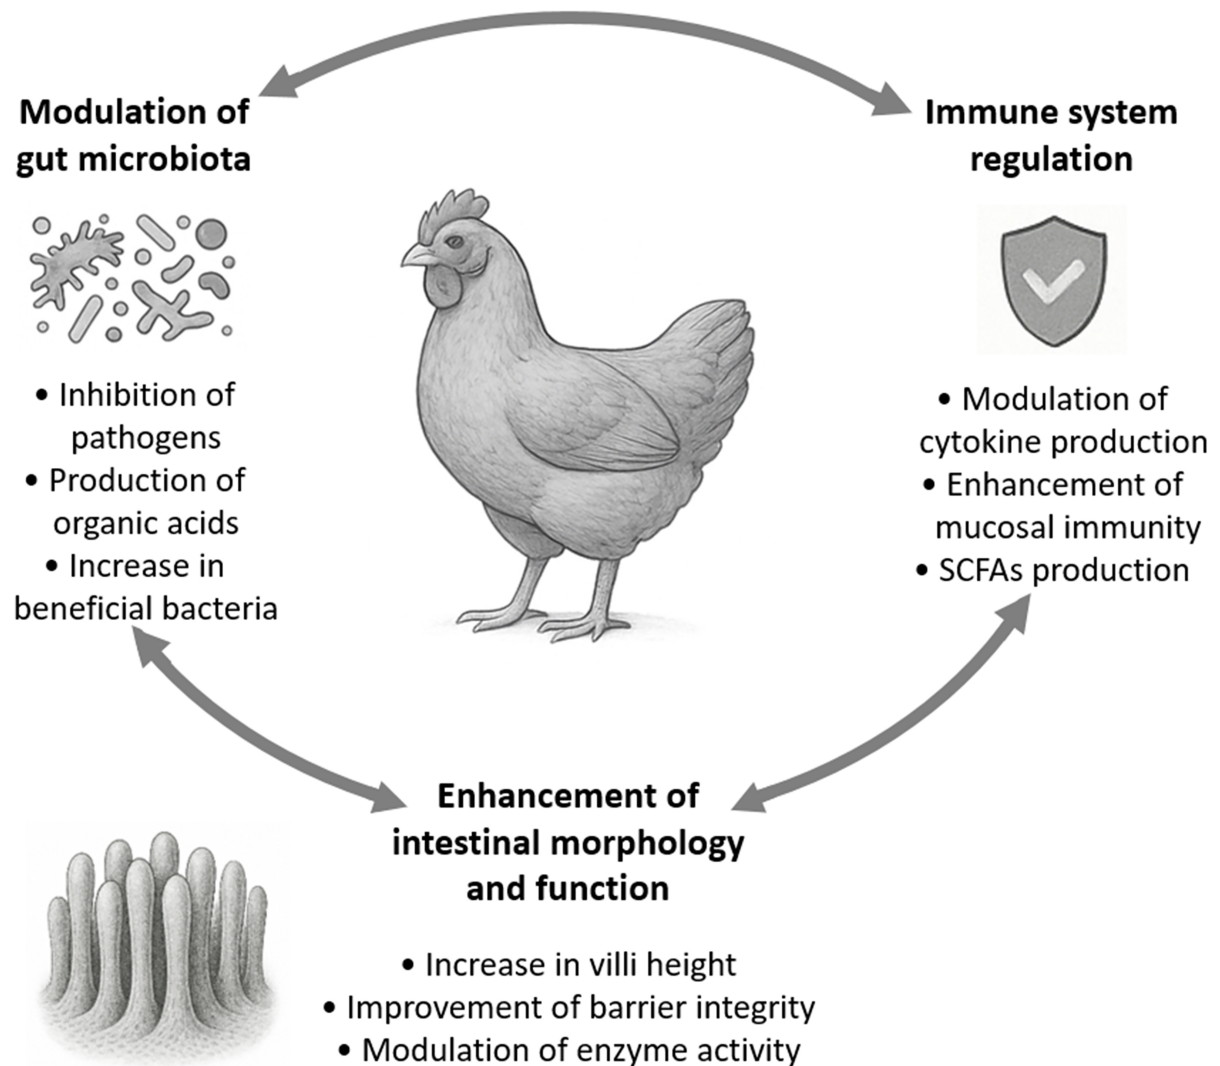 Modulation of
gut microbiota
• Inhibition of
pathogens
• Production of
organic acids
• Increase in
beneficial bacteria
Immune system
regulation
• Modulation of
cytokine production
• Enhancement of
mucosal immunity
• SCFAs production
Enhancement of
intestinal morphology
and function
• Increase in villi height
• Improvement of barrier integrity
• Modulation of enzyme activity